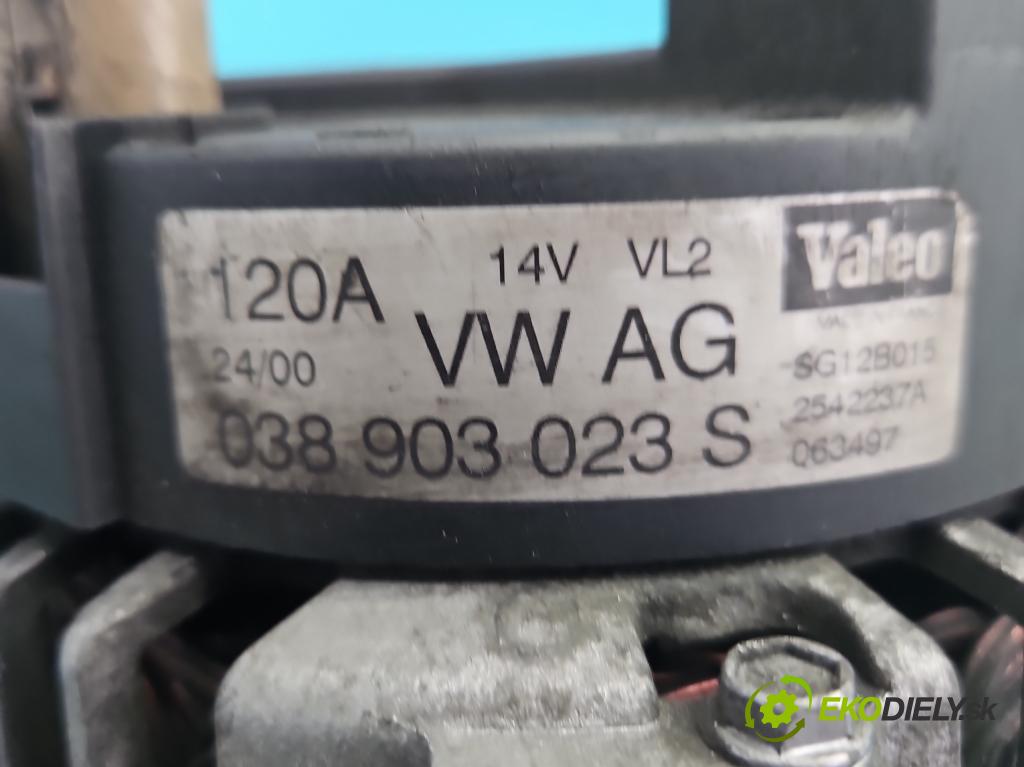 120A 14V VL2 Valeo
24/00 VW AG SG12B015
2542237A
038 903 023 S 063497
EKODIELY.sk